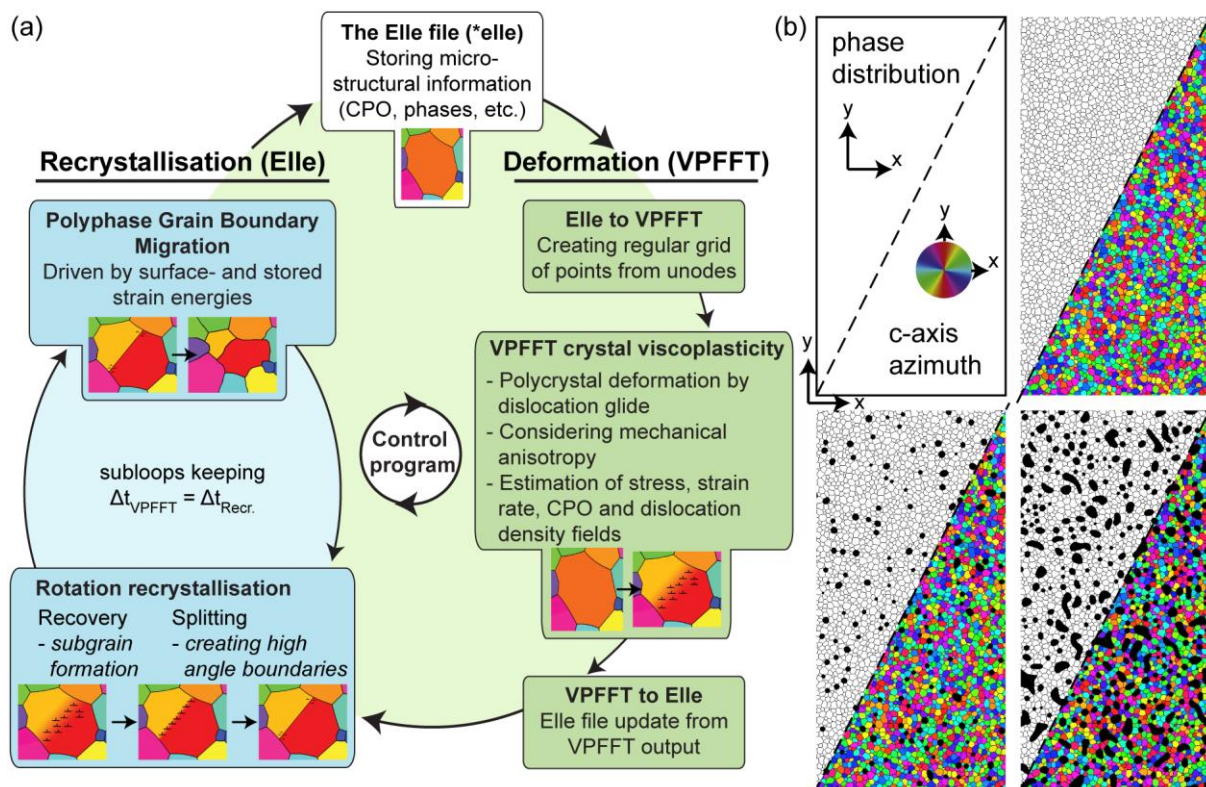 (a)
The Elle file (*elle)
Storing micro-
structural information
(CPO, phases, etc.)
Recrystallisation (Elle)
Deformation (VPFFT)
Polyphase Grain Boundary
Migration
Driven by surface- and stored
strain energies
Elle to VPFFT
Creating regular grid
of points from unodes
VPFFT crystal viscoplasticity
- Polycrystal deformation by
dislocation glide
- Considering mechanical
anisotropy
- Estimation of stress, strain
rate, CPO and dislocation
density fields
Control
program
subloops keeping
Δt_VPFFT = Δt_Recr.
Rotation recrystallisation
Recovery
- subgrain
formation
Splitting
- creating high
angle boundaries
VPFFT to Elle
Elle file update from
VPFFT output
(b)
phase
distribution
y
x
y
x
c-axis
azimuth
y
x